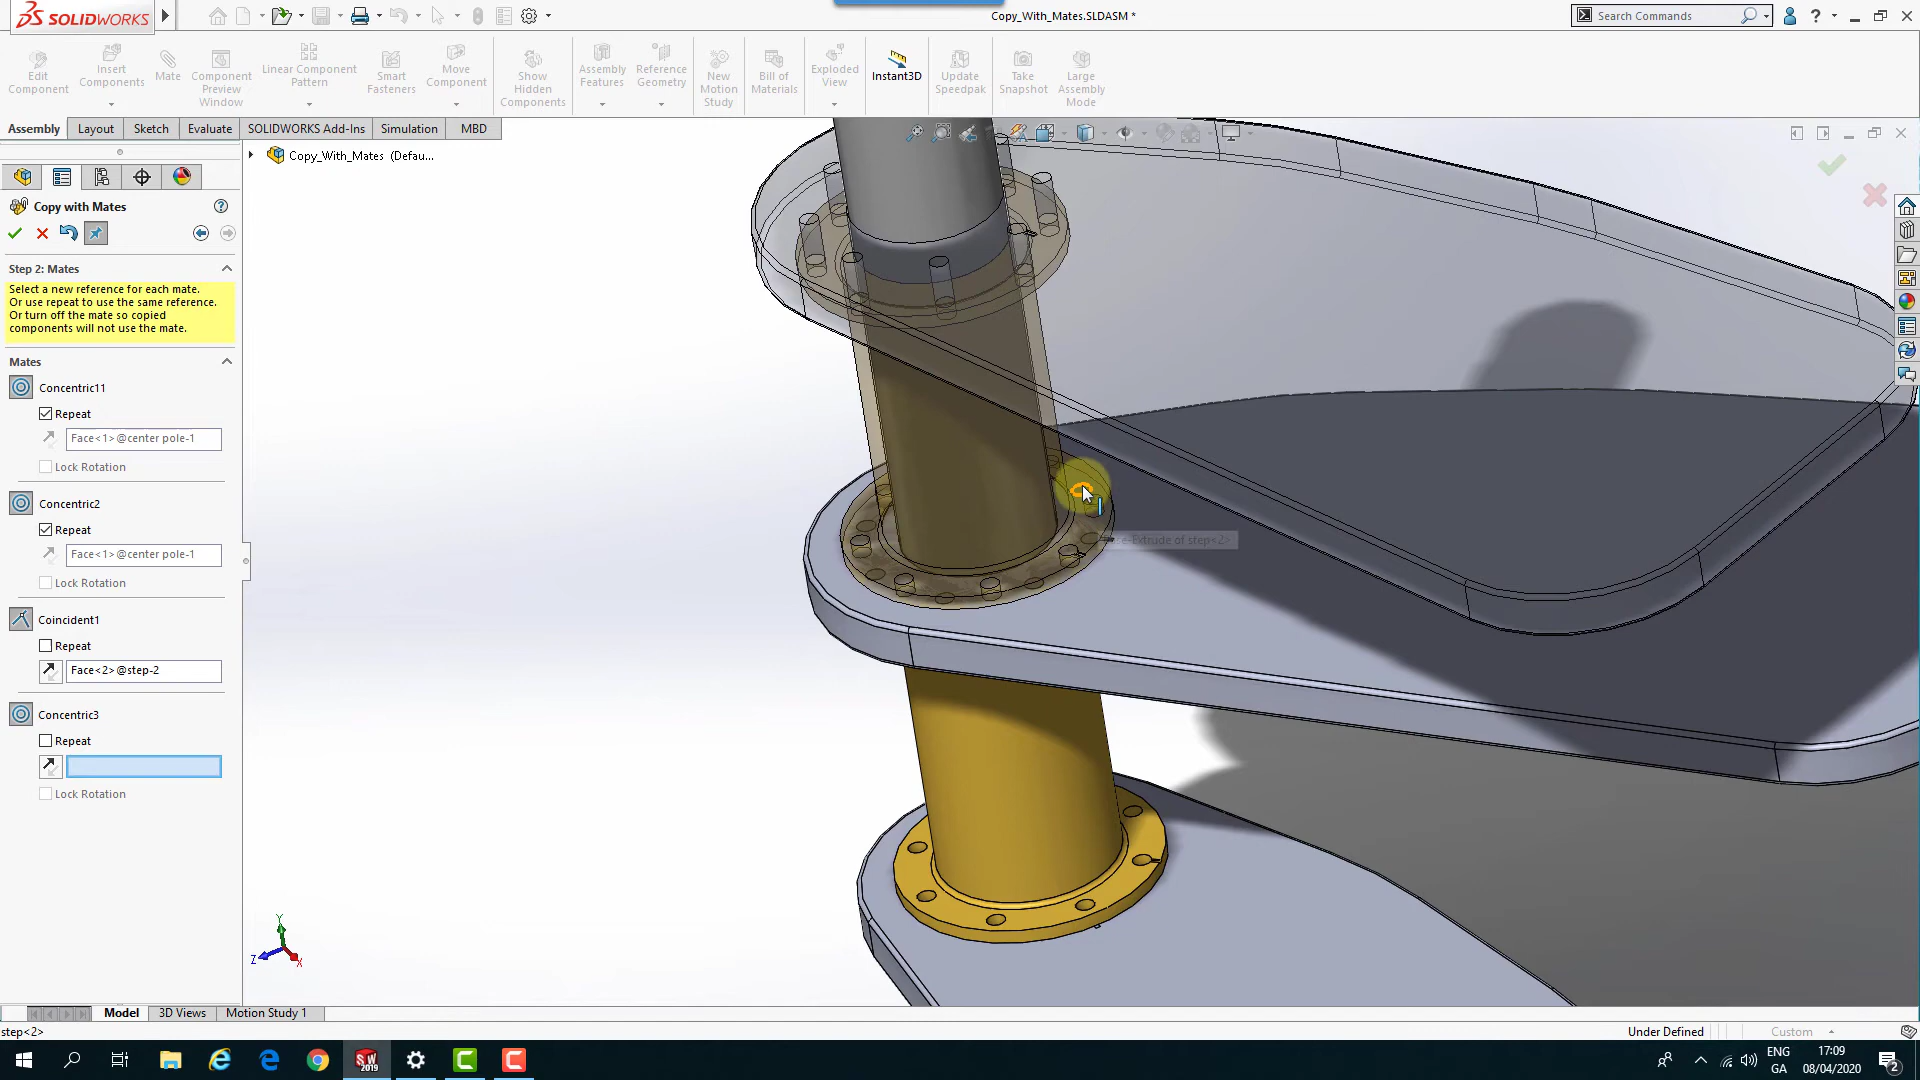 SOLIDWORKS
Copy_With_Mates.SLDASM *
Search Commands
Edit Component
Insert Components
Mate
Component Preview Window
Linear Component Pattern
Smart Fasteners
Move Component
Show Hidden Components
Assembly Features
Reference Geometry
New Motion Study
Bill of Materials
Exploded View
Instant3D
Update Speedpak
Take Snapshot
Large Assembly Mode
Assembly
Layout
Sketch
Evaluate
SOLIDWORKS Add-Ins
Simulation
MBD
Copy_With_Mates (Defau...
Copy with Mates
Step 2: Mates
Select a new reference for each mate.
Or use repeat to use the same reference.
Or turn off the mate so copied
components will not use the mate.
Mates
Concentric11
Repeat
Face<1>@center pole-1
Lock Rotation
Concentric2
Repeat
Face<1>@center pole-1
Lock Rotation
Coincident1
Repeat
Face<2>@step-2
Concentric3
Repeat
Lock Rotation
-Extrude of step<2>
Y
Z
X
Model
3D Views
Motion Study 1
step<2>
Under Defined
Custom
SW
2019
ENG
GA
17:09
08/04/2020
2